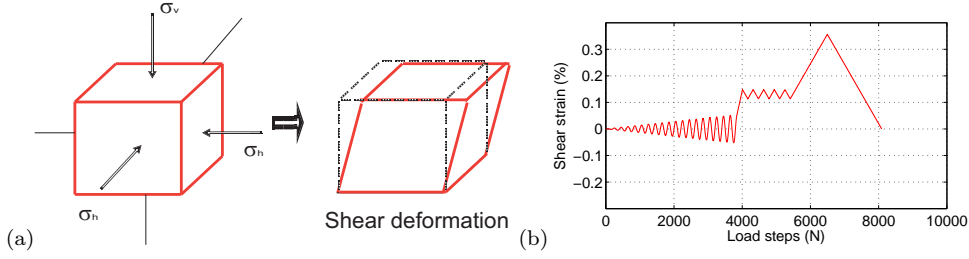 (a)
σv
σh
σh
Shear deformation
(b)
Shear strain (%)
0.3
0.2
0.1
0
−0.1
−0.2
0
2000
4000
6000
8000
10000
Load steps (N)